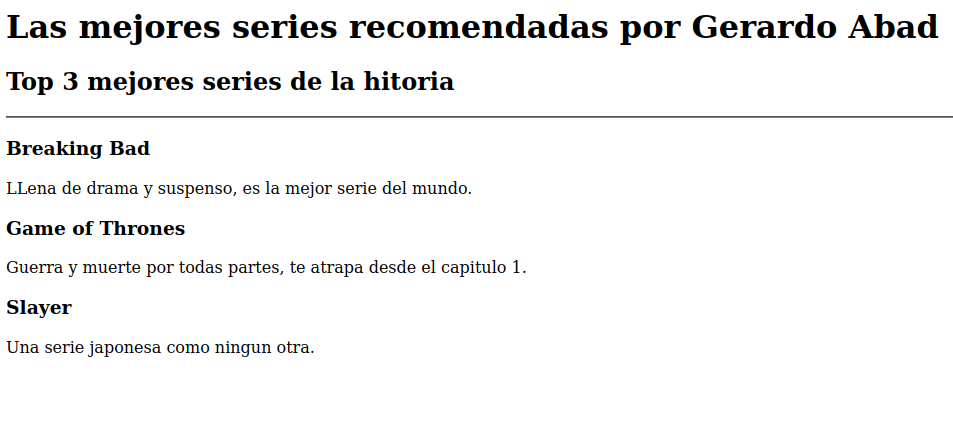 Las mejores series recomendadas por Gerardo Abad
Top 3 mejores series de la hitoria
Breaking Bad
LLena de drama y suspenso, es la mejor serie del mundo.
Game of Thrones
Guerra y muerte por todas partes, te atrapa desde el capitulo 1.
Slayer
Una serie japonesa como ningun otra.